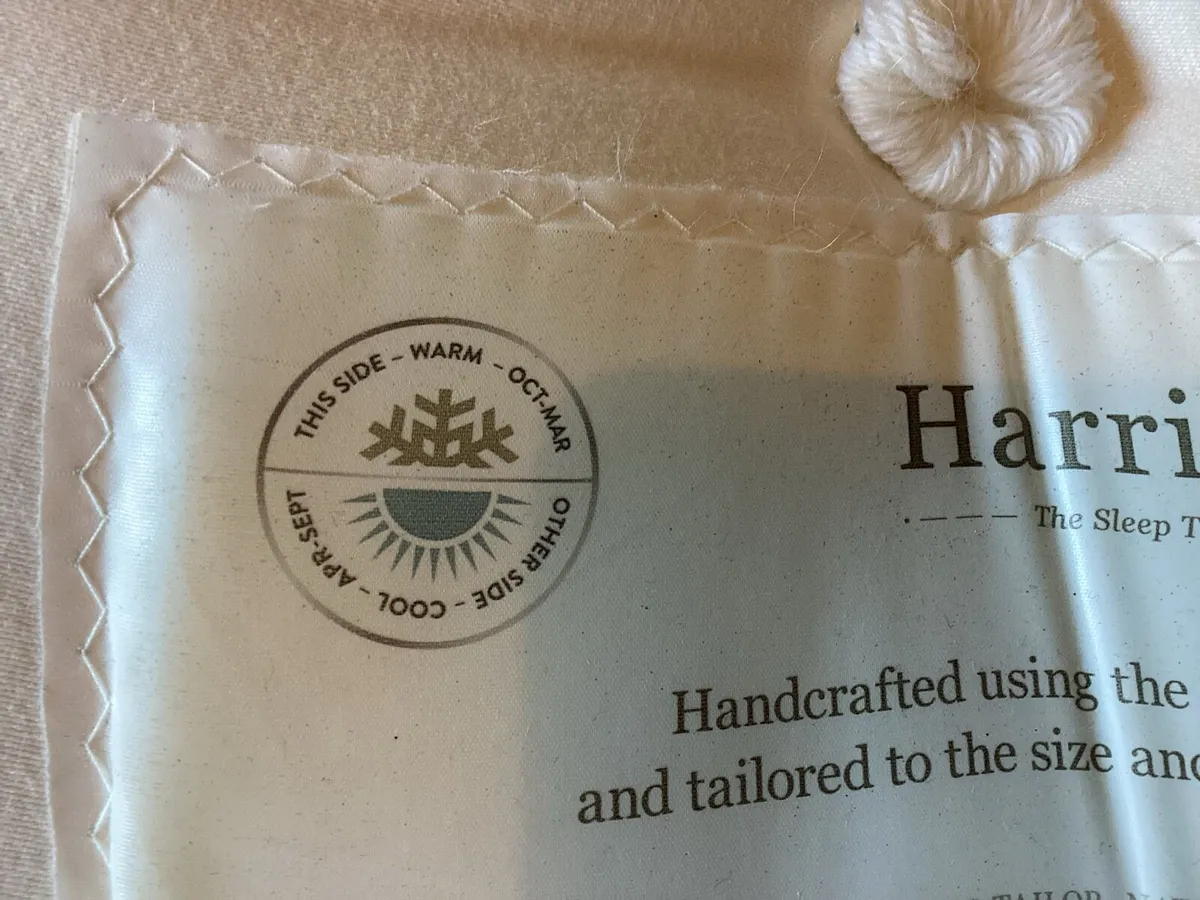 THIS SIDE – WARM – OCT-MAR
OTHER SIDE – COOL – APR-SEPT
Harri
The Sleep T
Handcrafted using the
and tailored to the size and
TAILOR